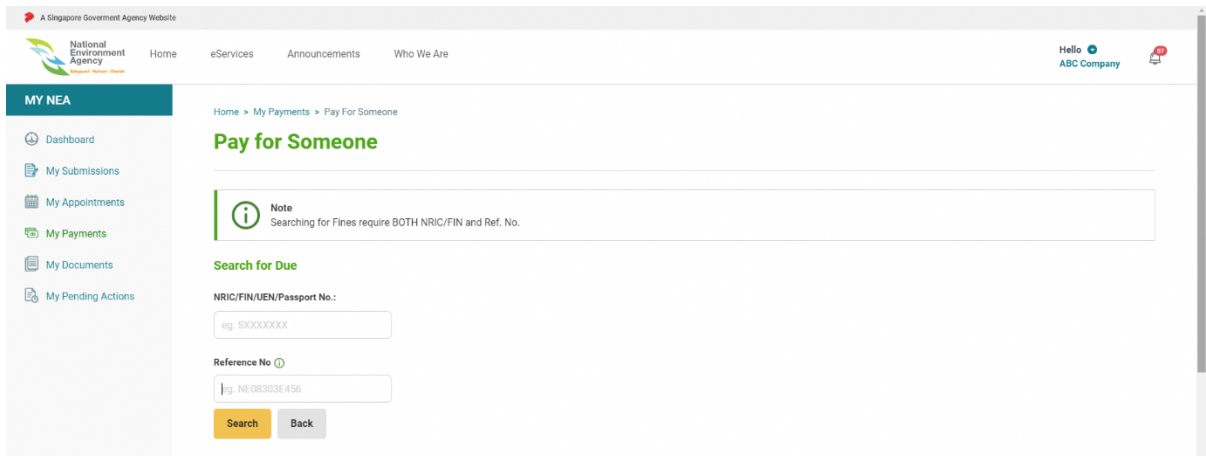 A Singapore Goverment Agency Website
National
Environment
Agency
Safeguard · Nurture · Cherish
Home eServices Announcements Who We Are
Hello
ABC Company
57
MY NEA
Dashboard
My Submissions
My Appointments
My Payments
My Documents
My Pending Actions
Home > My Payments > Pay For Someone
Pay for Someone
Note
Searching for Fines require BOTH NRIC/FIN and Ref. No.
Search for Due
NRIC/FIN/UEN/Passport No.:
eg. SXXXXXXX
Reference No
eg. NE08303E456
Search Back